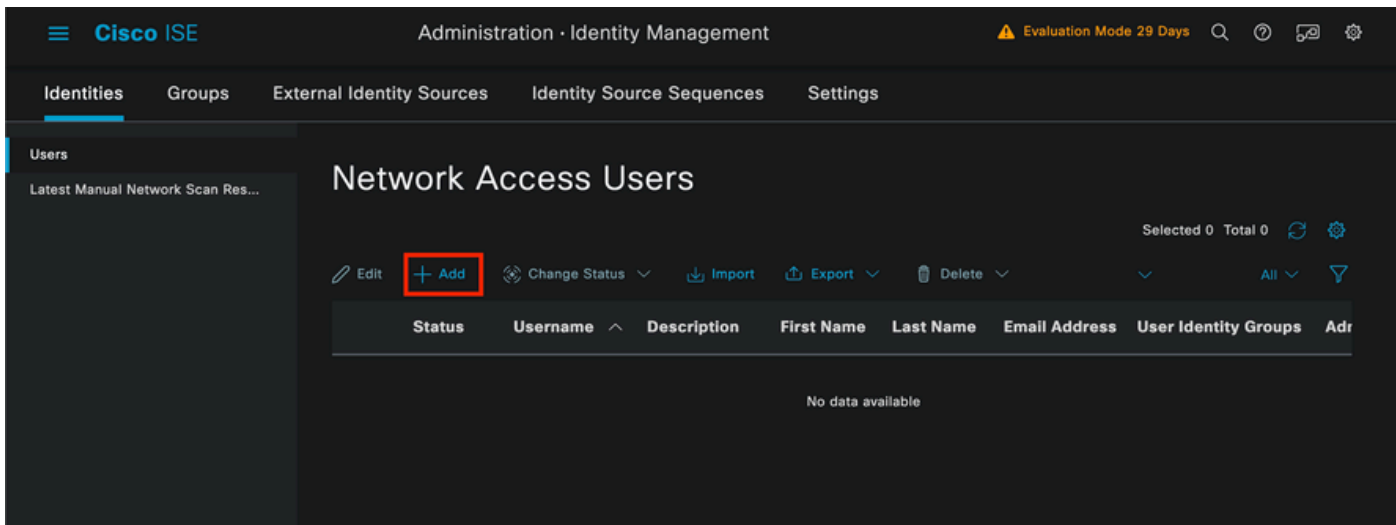 Cisco ISE
Administration · Identity Management
Evaluation Mode 29 Days
Identities Groups External Identity Sources Identity Source Sequences Settings
Users
Latest Manual Network Scan Res...
Network Access Users
Selected 0 Total 0
Edit Add Change Status Import Export Delete All
Status Username Description First Name Last Name Email Address User Identity Groups Adr
No data available